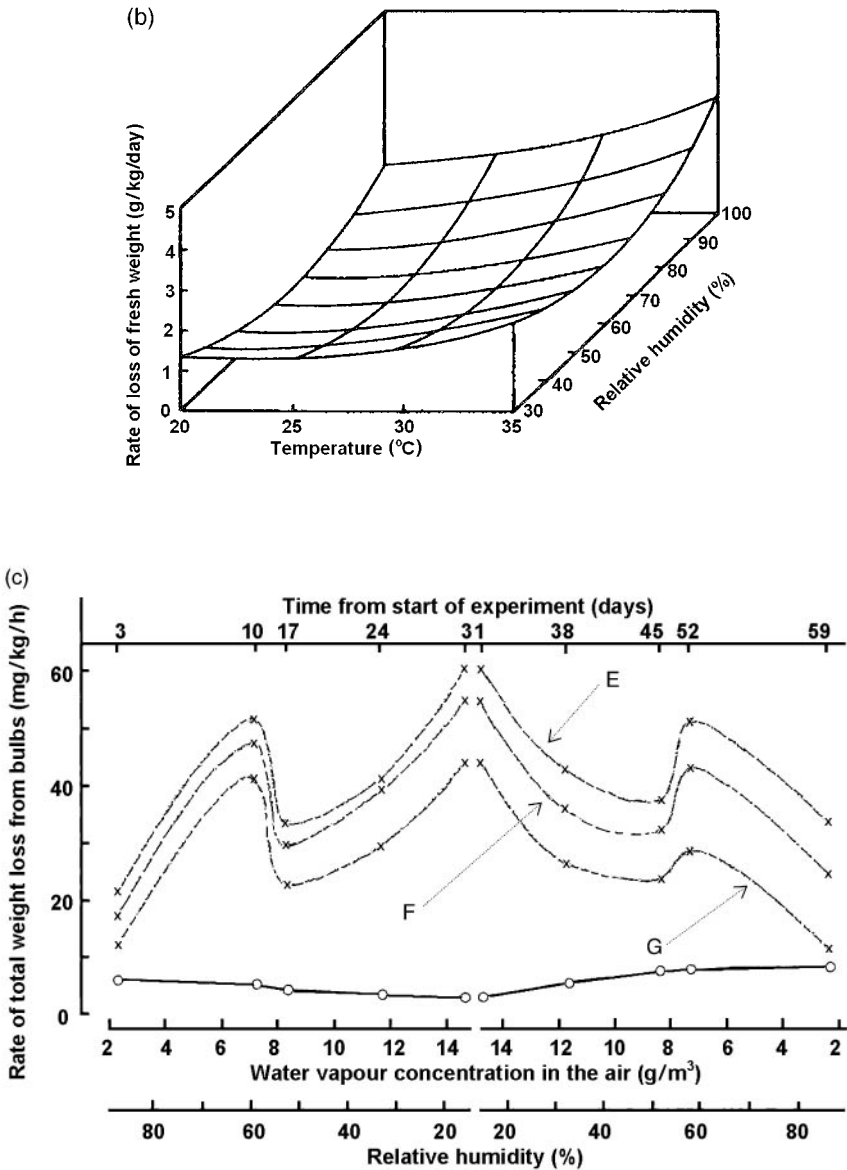 (b)
Rate of loss of fresh weight (g/kg/day)
5
4
3
2
1
0
20 25 30 35
Temperature (°C)
30
40
50
60
70
80
90
100
Relative humidity (%)
(c)
Time from start of experiment (days)
3 10 17 24 31 31 38 45 52 59
Rate of total weight loss from bulbs (mg/kg/h)
60
40
20
0
E
F
G
2 4 6 8 10 12 14 14 12 10 8 6 4 2
Water vapour concentration in the air (g/m³)
80 60 40 20 20 40 60 80
Relative humidity (%)